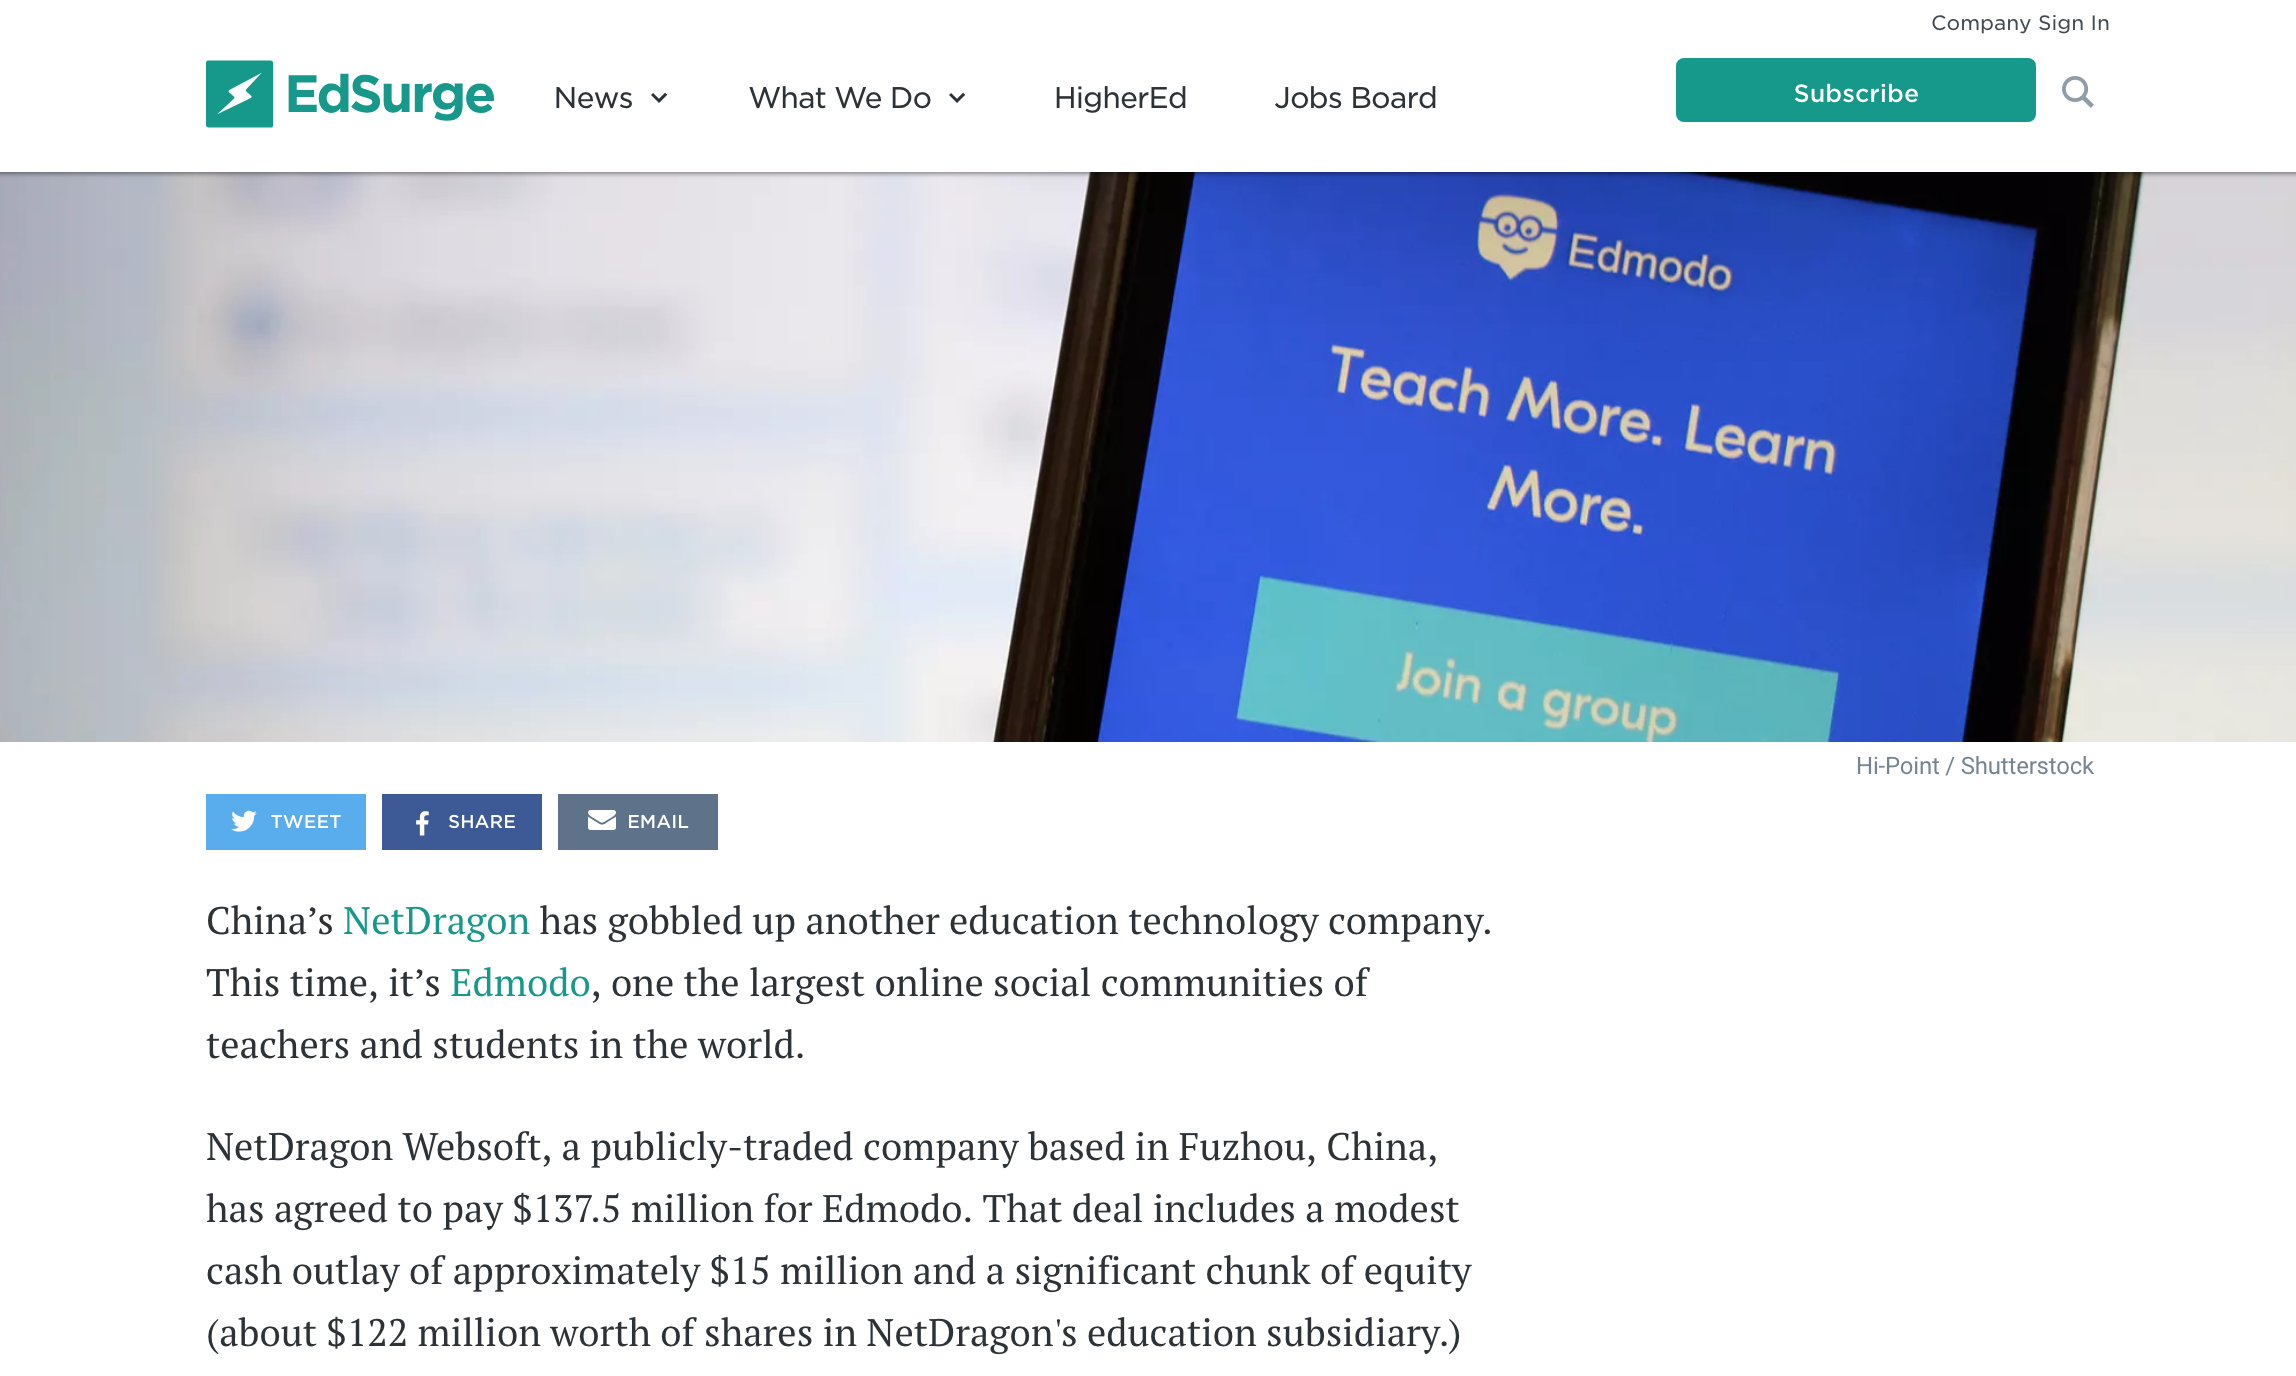 Company Sign In
EdSurge
News
What We Do
HigherEd
Jobs Board
Subscribe
Edmodo
Teach More. Learn
More.
Join a group
Hi-Point / Shutterstock
TWEET
SHARE
EMAIL
China’s NetDragon has gobbled up another education technology company.
This time, it’s Edmodo, one the largest online social communities of
teachers and students in the world.
NetDragon Websoft, a publicly-traded company based in Fuzhou, China,
has agreed to pay $137.5 million for Edmodo. That deal includes a modest
cash outlay of approximately $15 million and a significant chunk of equity
(about $122 million worth of shares in NetDragon's education subsidiary.)